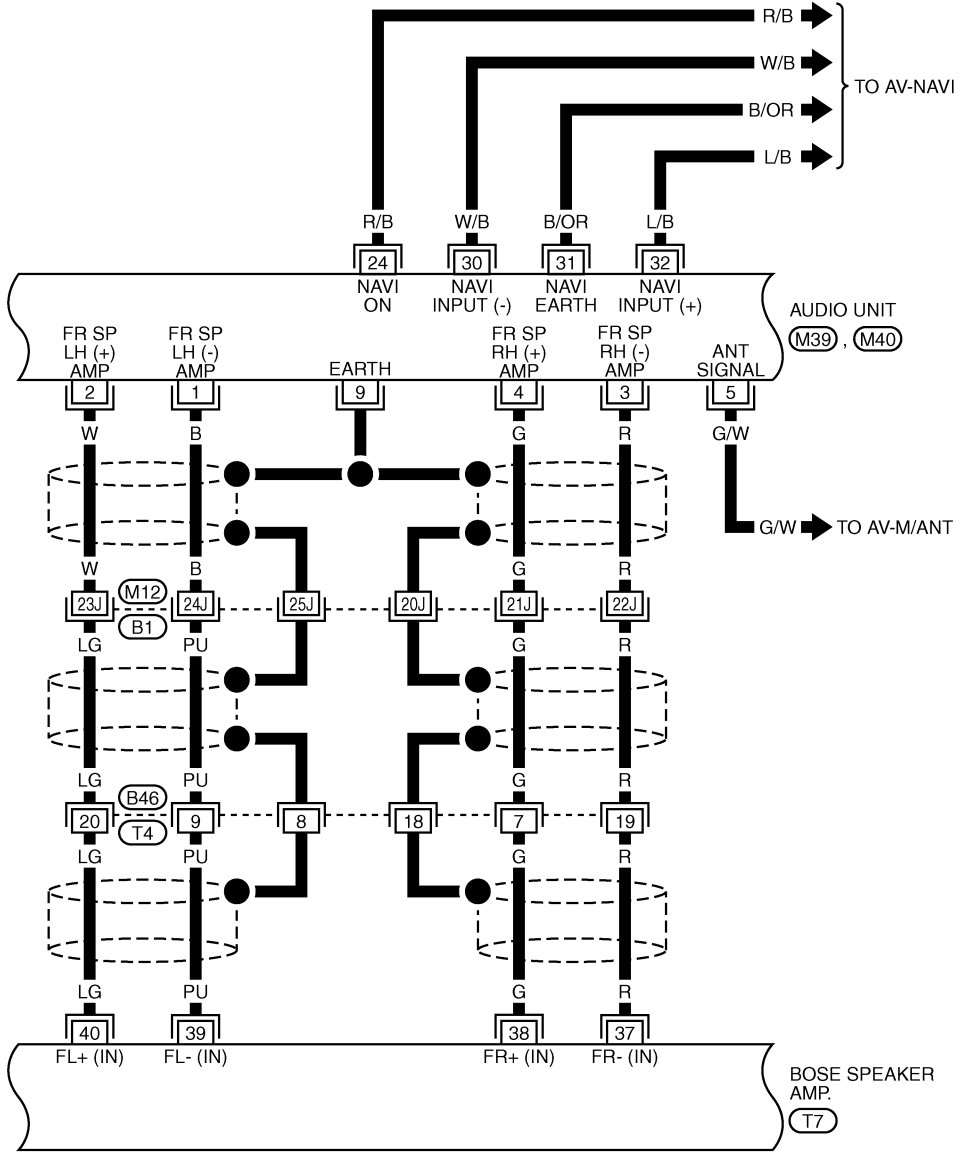 R/B
W/B
B/OR
L/B
TO AV-NAVI
R/B W/B B/OR L/B
24 30 31 32
NAVI ON
NAVI INPUT (-)
NAVI EARTH
NAVI INPUT (+)
AUDIO UNIT
M39 , M40
FR SP LH (+) AMP
FR SP LH (-) AMP
EARTH
FR SP RH (+) AMP
FR SP RH (-) AMP
ANT SIGNAL
2 1 9 4 3 5
W B G R G/W
G/W TO AV-M/ANT
W B G R
M12
23J 24J 25J 20J 21J 22J
B1
LG PU G R
LG PU G R
B46
20 9 8 18 7 19
T4
LG PU G R
LG PU G R
40 39 38 37
FL+ (IN) FL- (IN) FR+ (IN) FR- (IN)
BOSE SPEAKER
AMP.
T7